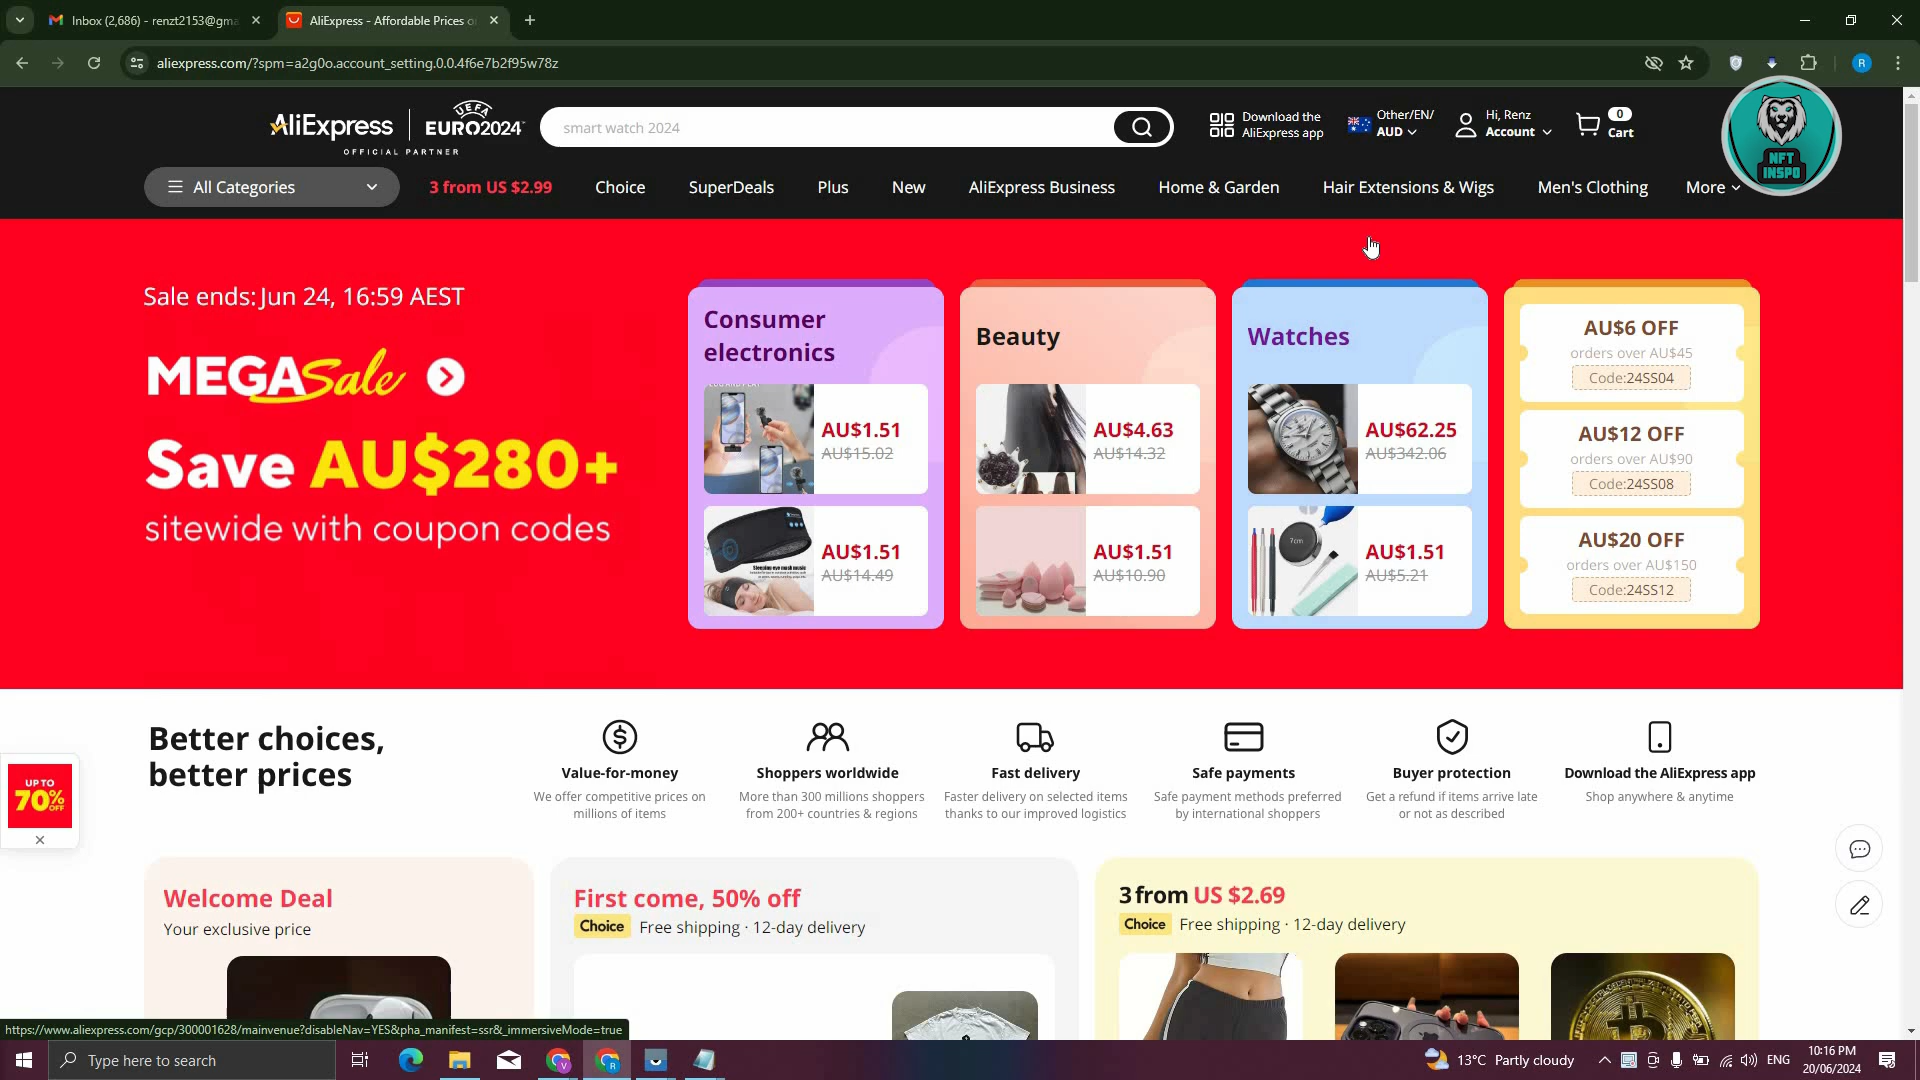 Inbox (2,686) - renzt2153@gma
AliExpress - Affordable Prices o
aliexpress.com/?spm=a2g0o.account_setting.0.0.4f6e7b2f95w78z
R
AliExpress
UEFA
EURO2024
OFFICIAL PARTNER
smart watch 2024
Download the
AliExpress app
Other/EN/
AUD
Hi, Renz
Account
0
Cart
NFT
INSPO
All Categories
3 from US $2.99
Choice
SuperDeals
Plus
New
AliExpress Business
Home & Garden
Hair Extensions & Wigs
Men's Clothing
More
Sale ends: Jun 24, 16:59 AEST
MEGA Sale
Save AU$280+
sitewide with coupon codes
Consumer
electronics
AU$1.51
AU$15.02
AU$1.51
AU$14.49
Beauty
AU$4.63
AU$14.32
AU$1.51
AU$10.90
Watches
AU$62.25
AU$342.06
7cm
AU$1.51
AU$5.21
AU$6 OFF
orders over AU$45
Code:24SS04
AU$12 OFF
orders over AU$90
Code:24SS08
AU$20 OFF
orders over AU$150
Code:24SS12
Better choices,
better prices
Value-for-money
We offer competitive prices on
millions of items
Shoppers worldwide
More than 300 millions shoppers
from 200+ countries & regions
Fast delivery
Faster delivery on selected items
thanks to our improved logistics
Safe payments
Safe payment methods preferred
by international shoppers
Buyer protection
Get a refund if items arrive late
or not as described
Download the AliExpress app
Shop anywhere & anytime
UP TO
70% OFF
Welcome Deal
Your exclusive price
First come, 50% off
Choice Free shipping · 12-day delivery
3 from US $2.69
Choice Free shipping · 12-day delivery
https://www.aliexpress.com/gcp/300001628/mainvenue?disableNav=YES&pha_manifest=ssr&_immersiveMode=true
Type here to search
13°C Partly cloudy
ENG
10:16 PM
20/06/2024